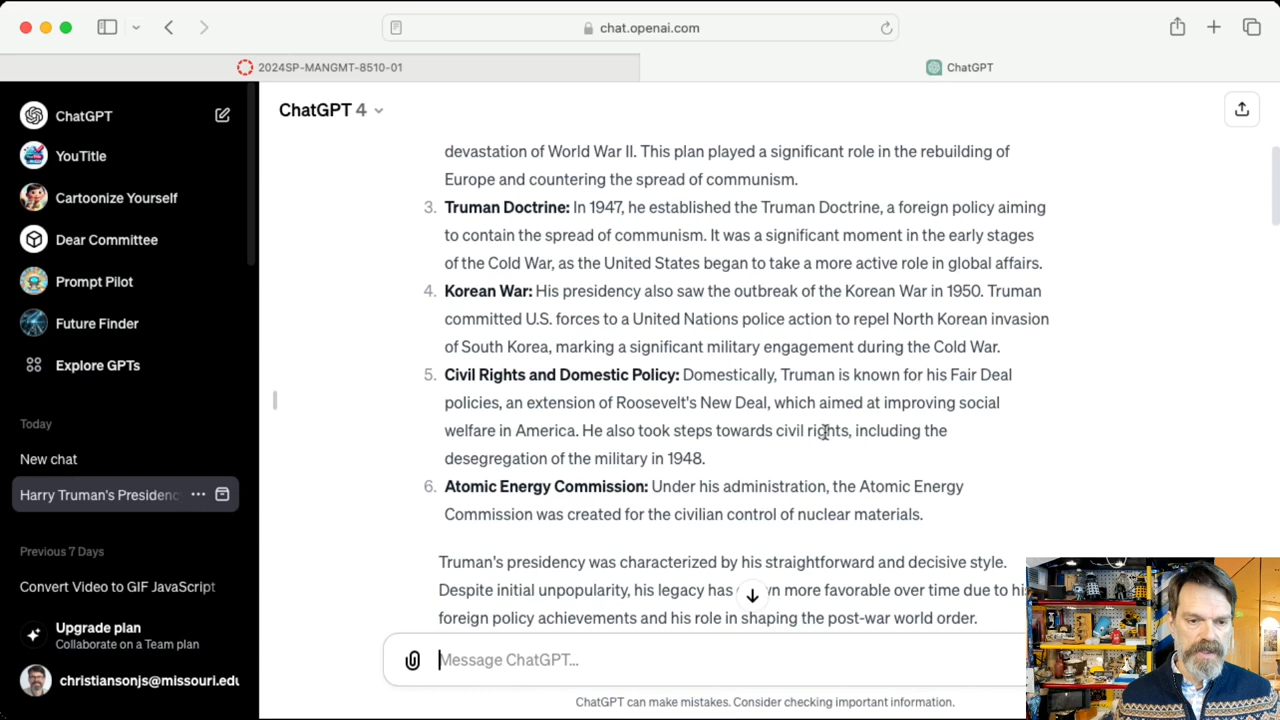 chat.openai.com
2024SP-MANGMT-8510-01
ChatGPT
ChatGPT
YouTitle
Cartoonize Yourself
Dear Committee
Prompt Pilot
Future Finder
Explore GPTs
Today
New chat
Harry Truman's Presidenc
Previous 7 Days
Convert Video to GIF JavaScript
Upgrade plan
Collaborate on a Team plan
christiansonjs@missouri.edu
ChatGPT 4
devastation of World War II. This plan played a significant role in the rebuilding of
Europe and countering the spread of communism.
3. Truman Doctrine: In 1947, he established the Truman Doctrine, a foreign policy aiming
to contain the spread of communism. It was a significant moment in the early stages
of the Cold War, as the United States began to take a more active role in global affairs.
4. Korean War: His presidency also saw the outbreak of the Korean War in 1950. Truman
committed U.S. forces to a United Nations police action to repel North Korean invasion
of South Korea, marking a significant military engagement during the Cold War.
5. Civil Rights and Domestic Policy: Domestically, Truman is known for his Fair Deal
policies, an extension of Roosevelt's New Deal, which aimed at improving social
welfare in America. He also took steps towards civil rights, including the
desegregation of the military in 1948.
6. Atomic Energy Commission: Under his administration, the Atomic Energy
Commission was created for the civilian control of nuclear materials.
Truman's presidency was characterized by his straightforward and decisive style.
Despite initial unpopularity, his legacy has more favorable over time due to
foreign policy achievements and his role in shaping the post-war world order.
Message ChatGPT...
ChatGPT can make mistakes. Consider checking important information.